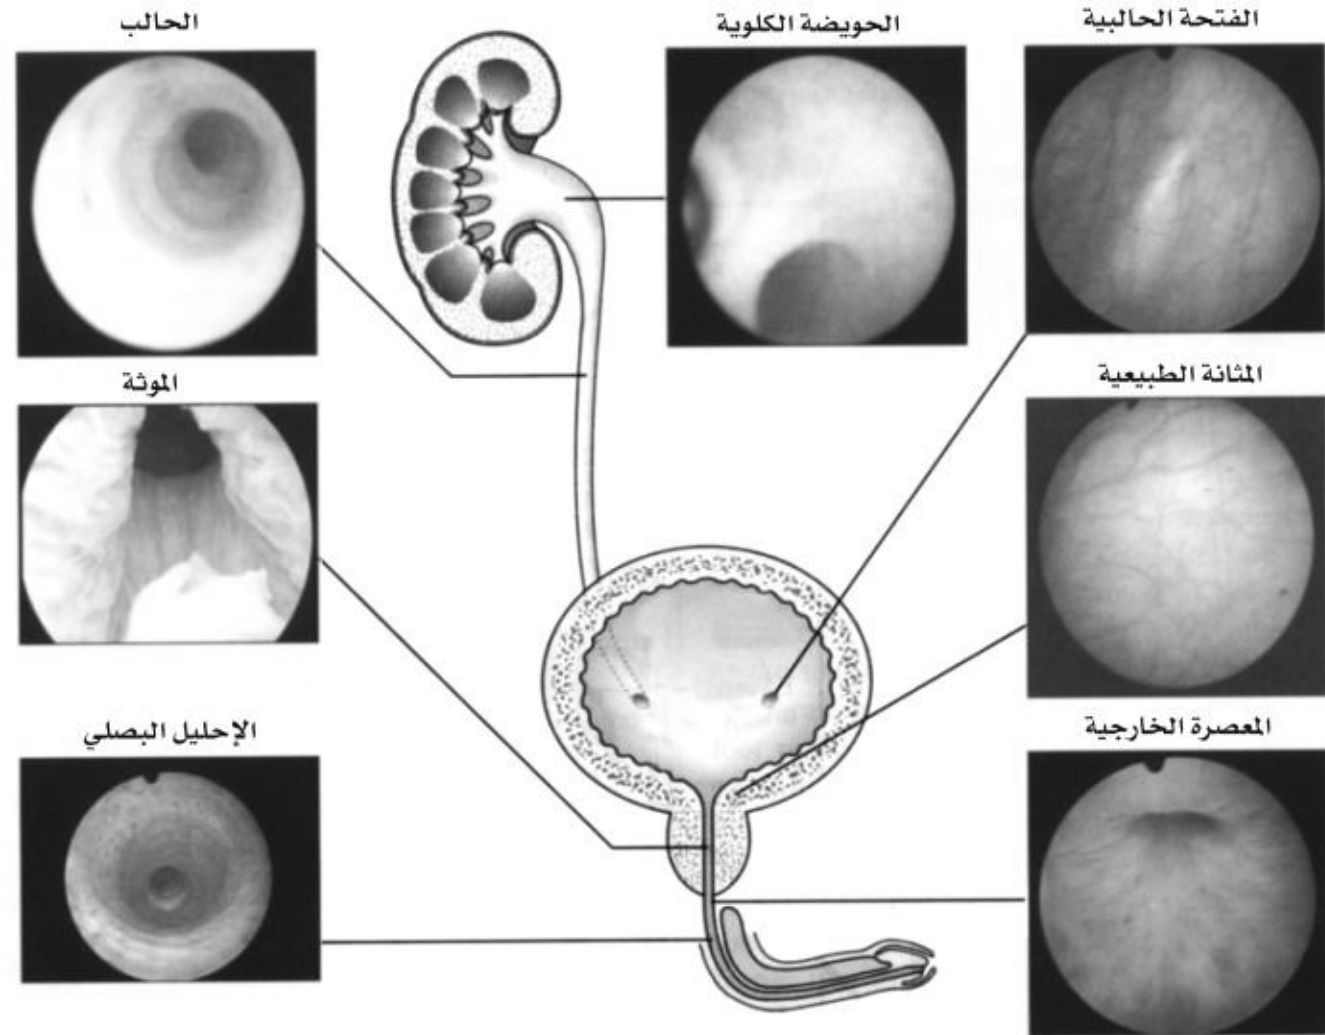 الفتحة الحالبية
الحويضة الكلوية
الحالب
المثانة الطبيعية
الموثة
المعصرة الخارجية
الإحليل البصلي